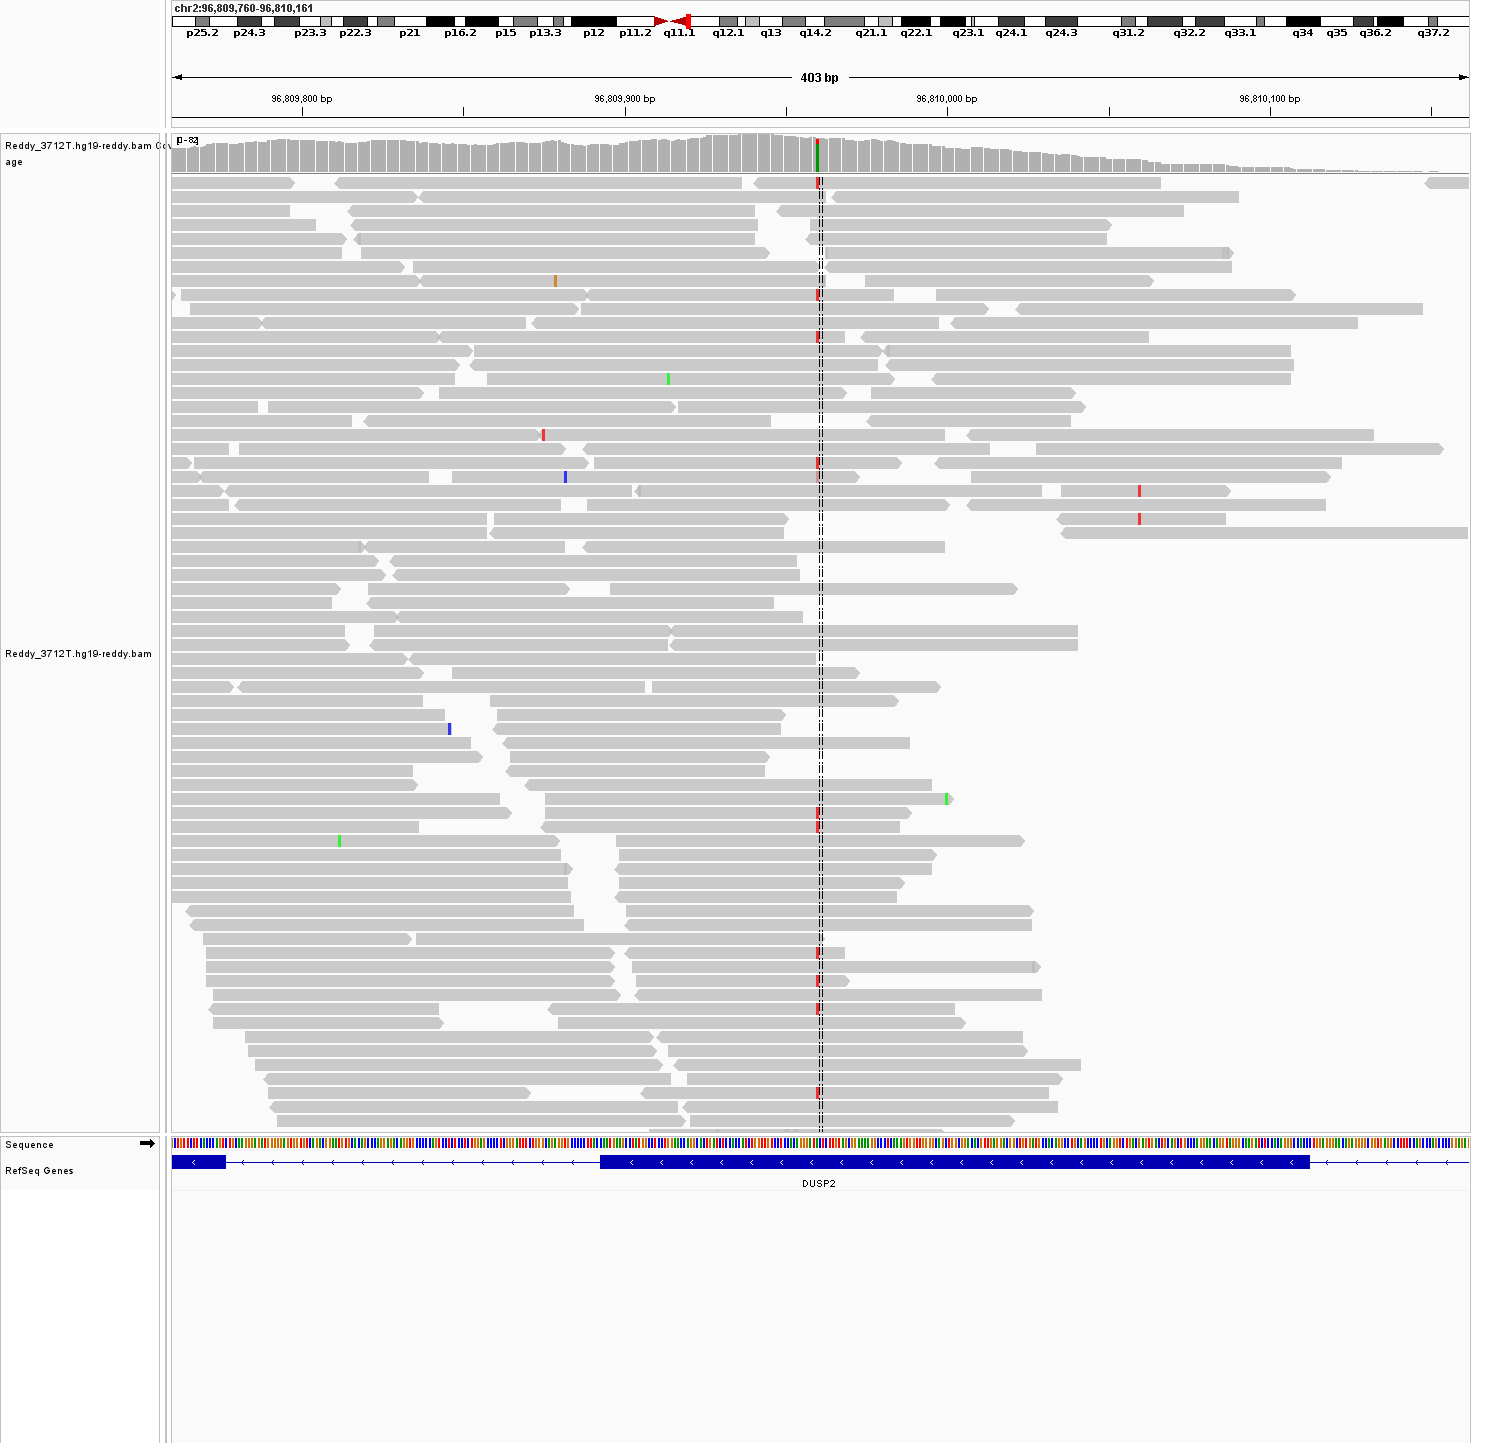 chr2:96,809,760-96,810,161
p25.2 p24.3 p23.3 p22.3 p21 p16.2 p15 p13.3 p12 p11.2 q11.1 q12.1 q13 q14.2 q21.1 q22.1 q23.1 q24.1 q24.3 q31.2 q32.2 q33.1 q34 q35 q36.2 q37.2
403 bp
96,809,800 bp 96,809,900 bp 96,810,000 bp 96,810,100 bp
[0 - 82]
Reddy_3712T.hg19-reddy.bam Cov
age
Reddy_3712T.hg19-reddy.bam
Sequence
RefSeq Genes
DUSP2